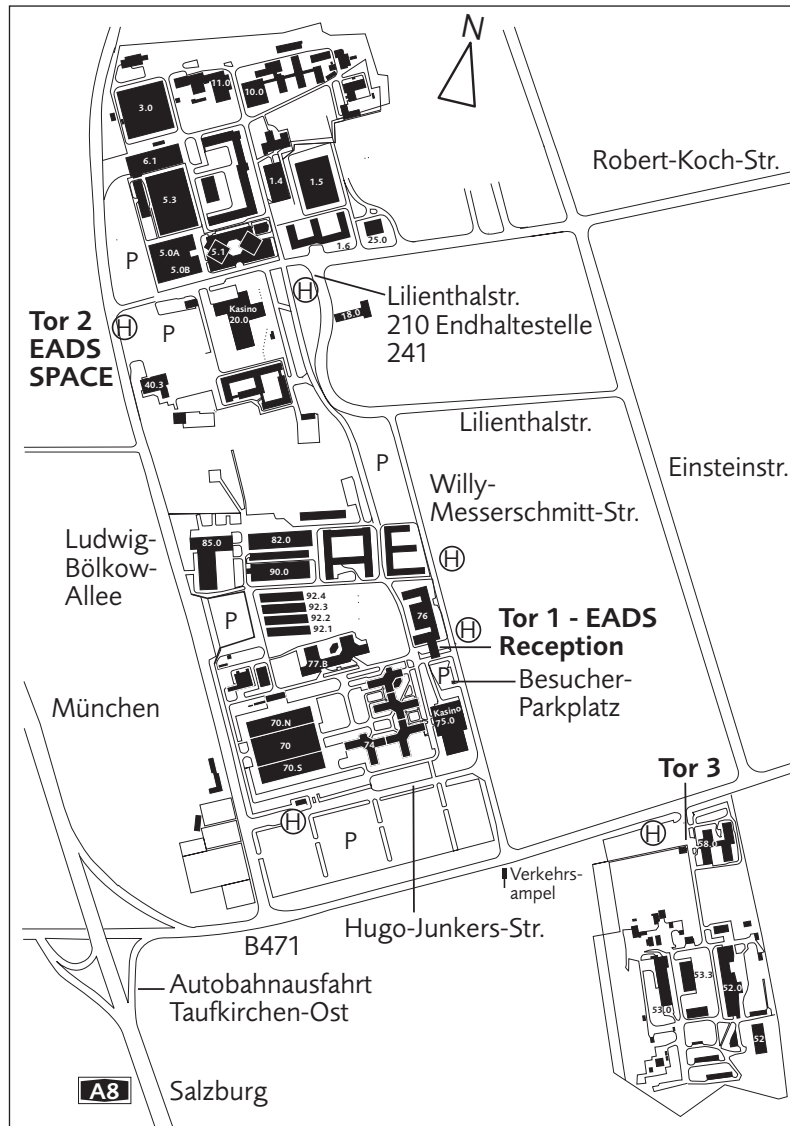 N
11.0
10.0
3.0
Robert-Koch-Str.
6.1
1.4
1.5
5.3
P
5.0A
5.0B
5.1
1.6
25.0
H
Lilienthalstr.
210 Endhaltestelle
241
Tor 2
EADS
SPACE
H
P
Kasino
20.0
18.0
40.3
Lilienthalstr.
P
Einsteinstr.
Willy-
Messerschmitt-Str.
Ludwig-
Bölkow-
Allee
85.0
82.0
90.0
H
92.4
92.3
92.2
92.1
P
76
H
Tor 1 - EADS
Reception
77.B
P
Besucher-
Parkplatz
München
70.N
70
70.S
74
Kasino
75.0
Tor 3
H
P
H
58.0
Verkehrs-
ampel
Hugo-Junkers-Str.
B471
Autobahnausfahrt
Taufkirchen-Ost
53.3
53.0
52.0
52
A8
Salzburg